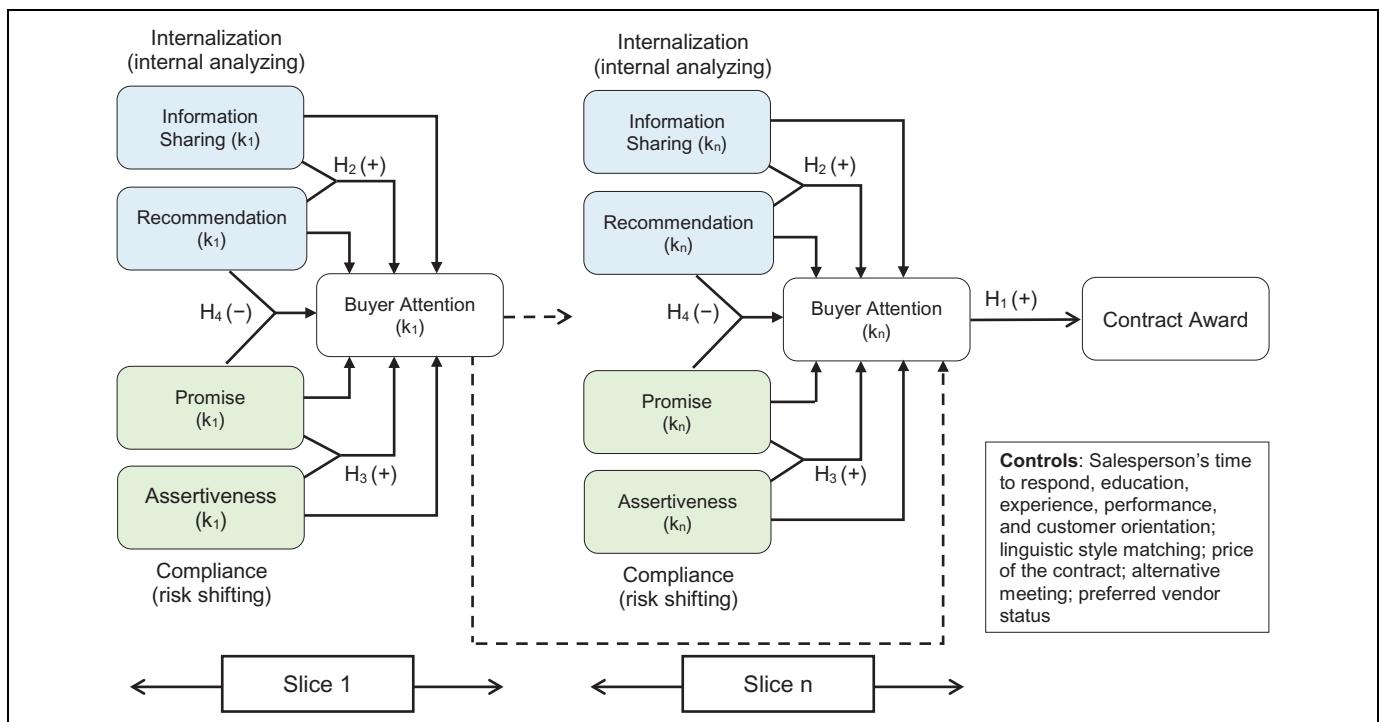 Internalization
(internal analyzing)
Information
Sharing (k₁)
H₂ (+)
Recommendation
(k₁)
H₄ (−)
Buyer Attention
(k₁)
Promise
(k₁)
H₃ (+)
Assertiveness
(k₁)
Compliance
(risk shifting)
Slice 1
Internalization
(internal analyzing)
Information
Sharing (kₙ)
H₂ (+)
Recommendation
(kₙ)
H₄ (−)
Buyer Attention
(kₙ)
H₁ (+)
Contract Award
Promise
(kₙ)
H₃ (+)
Assertiveness
(kₙ)
Compliance
(risk shifting)
Slice n
Controls: Salesperson’s time
to respond, education,
experience, performance,
and customer orientation;
linguistic style matching; price
of the contract; alternative
meeting; preferred vendor
status